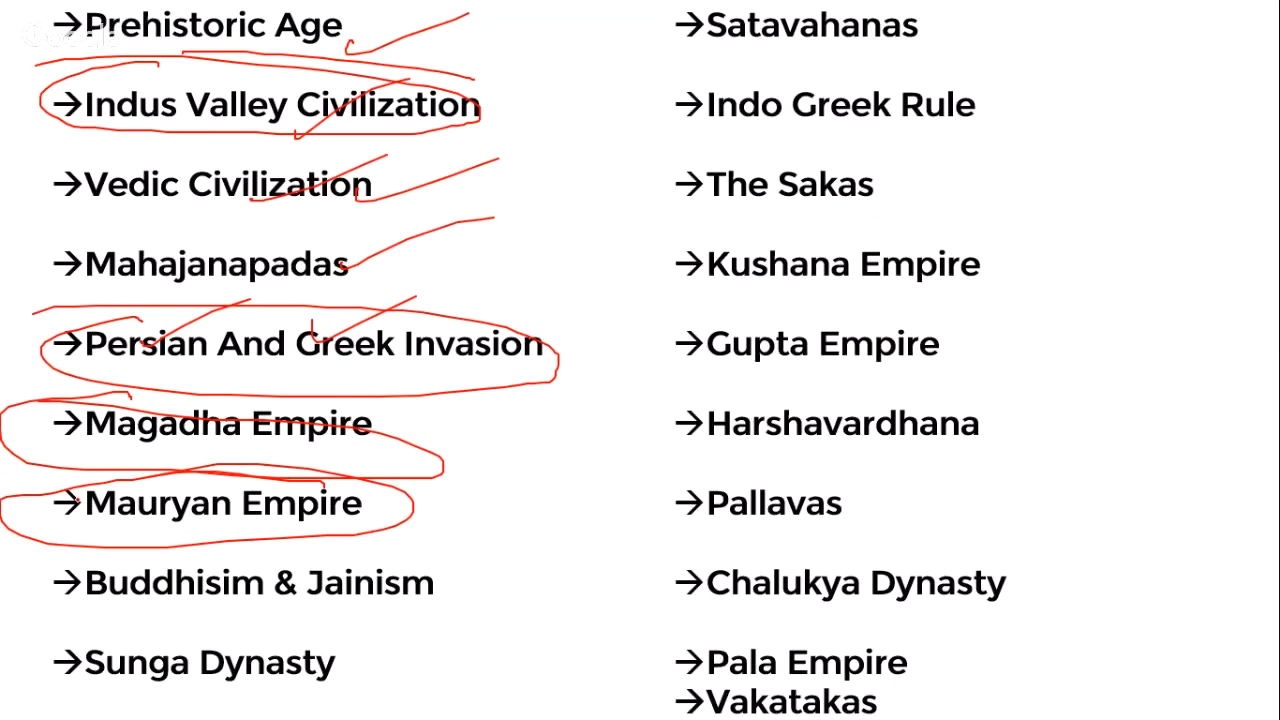 →Prehistoric Age
→Indus Valley Civilization
→Vedic Civilization
→Mahajanapadas
→Persian And Greek Invasion
→Magadha Empire
→Mauryan Empire
→Buddhisim & Jainism
→Sunga Dynasty
→Satavahanas
→Indo Greek Rule
→The Sakas
→Kushana Empire
→Gupta Empire
→Harshavardhana
→Pallavas
→Chalukya Dynasty
→Pala Empire
→Vakatakas